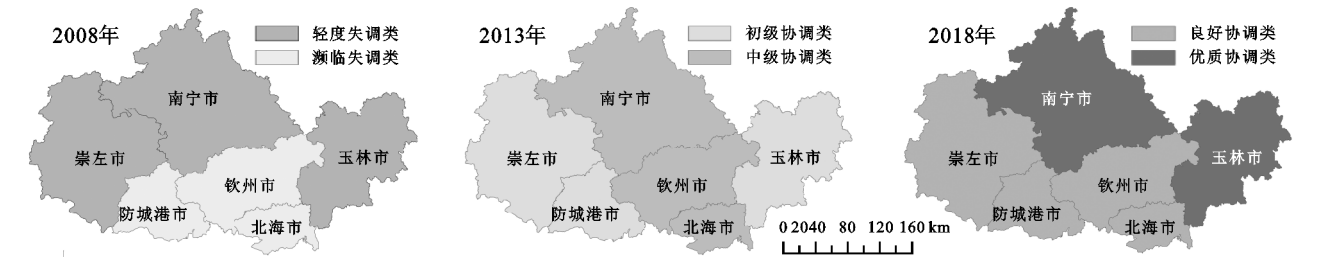 2008年
轻度失调类
濒临失调类
南宁市
崇左市
玉林市
钦州市
防城港市
北海市
2013年
初级协调类
中级协调类
南宁市
崇左市
玉林市
钦州市
防城港市
北海市
0 20 40 80 120 160 km
2018年
良好协调类
优质协调类
南宁市
崇左市
玉林市
钦州市
防城港市
北海市